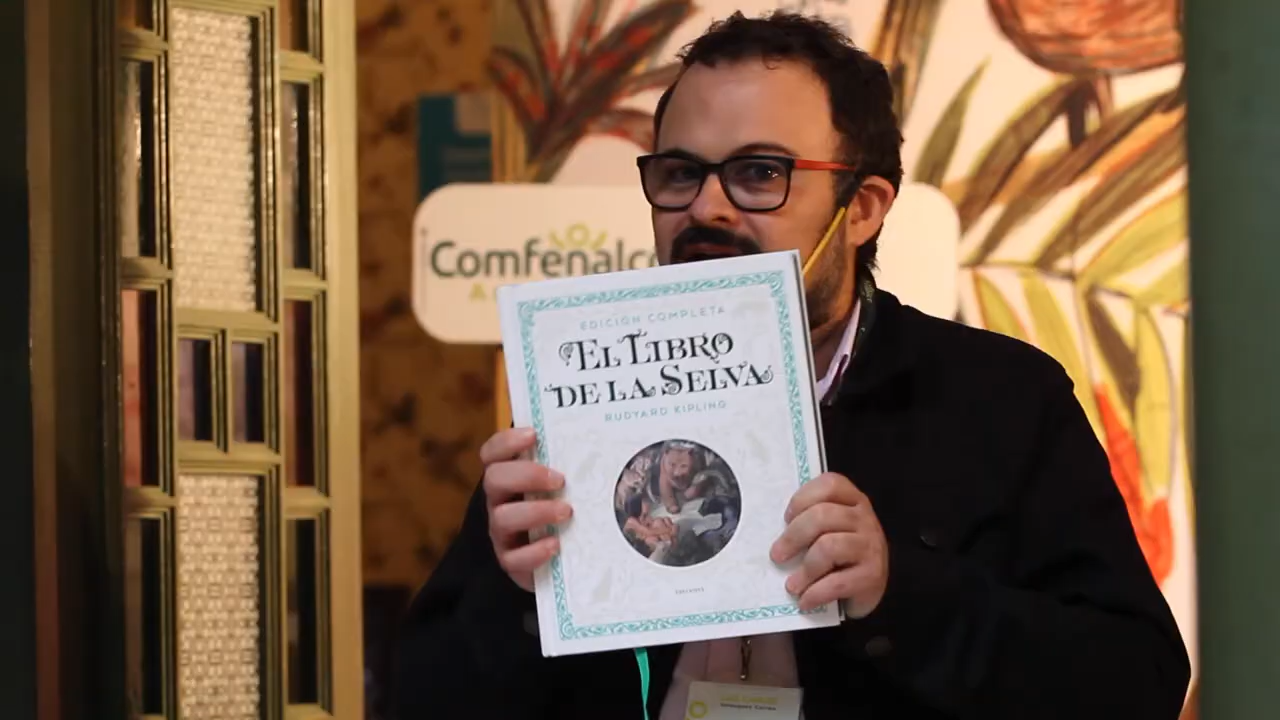 Comfenalco
EDICIÓN COMPLETA
EL LIBRO
DE LA SELVA
RUDYARD KIPLING